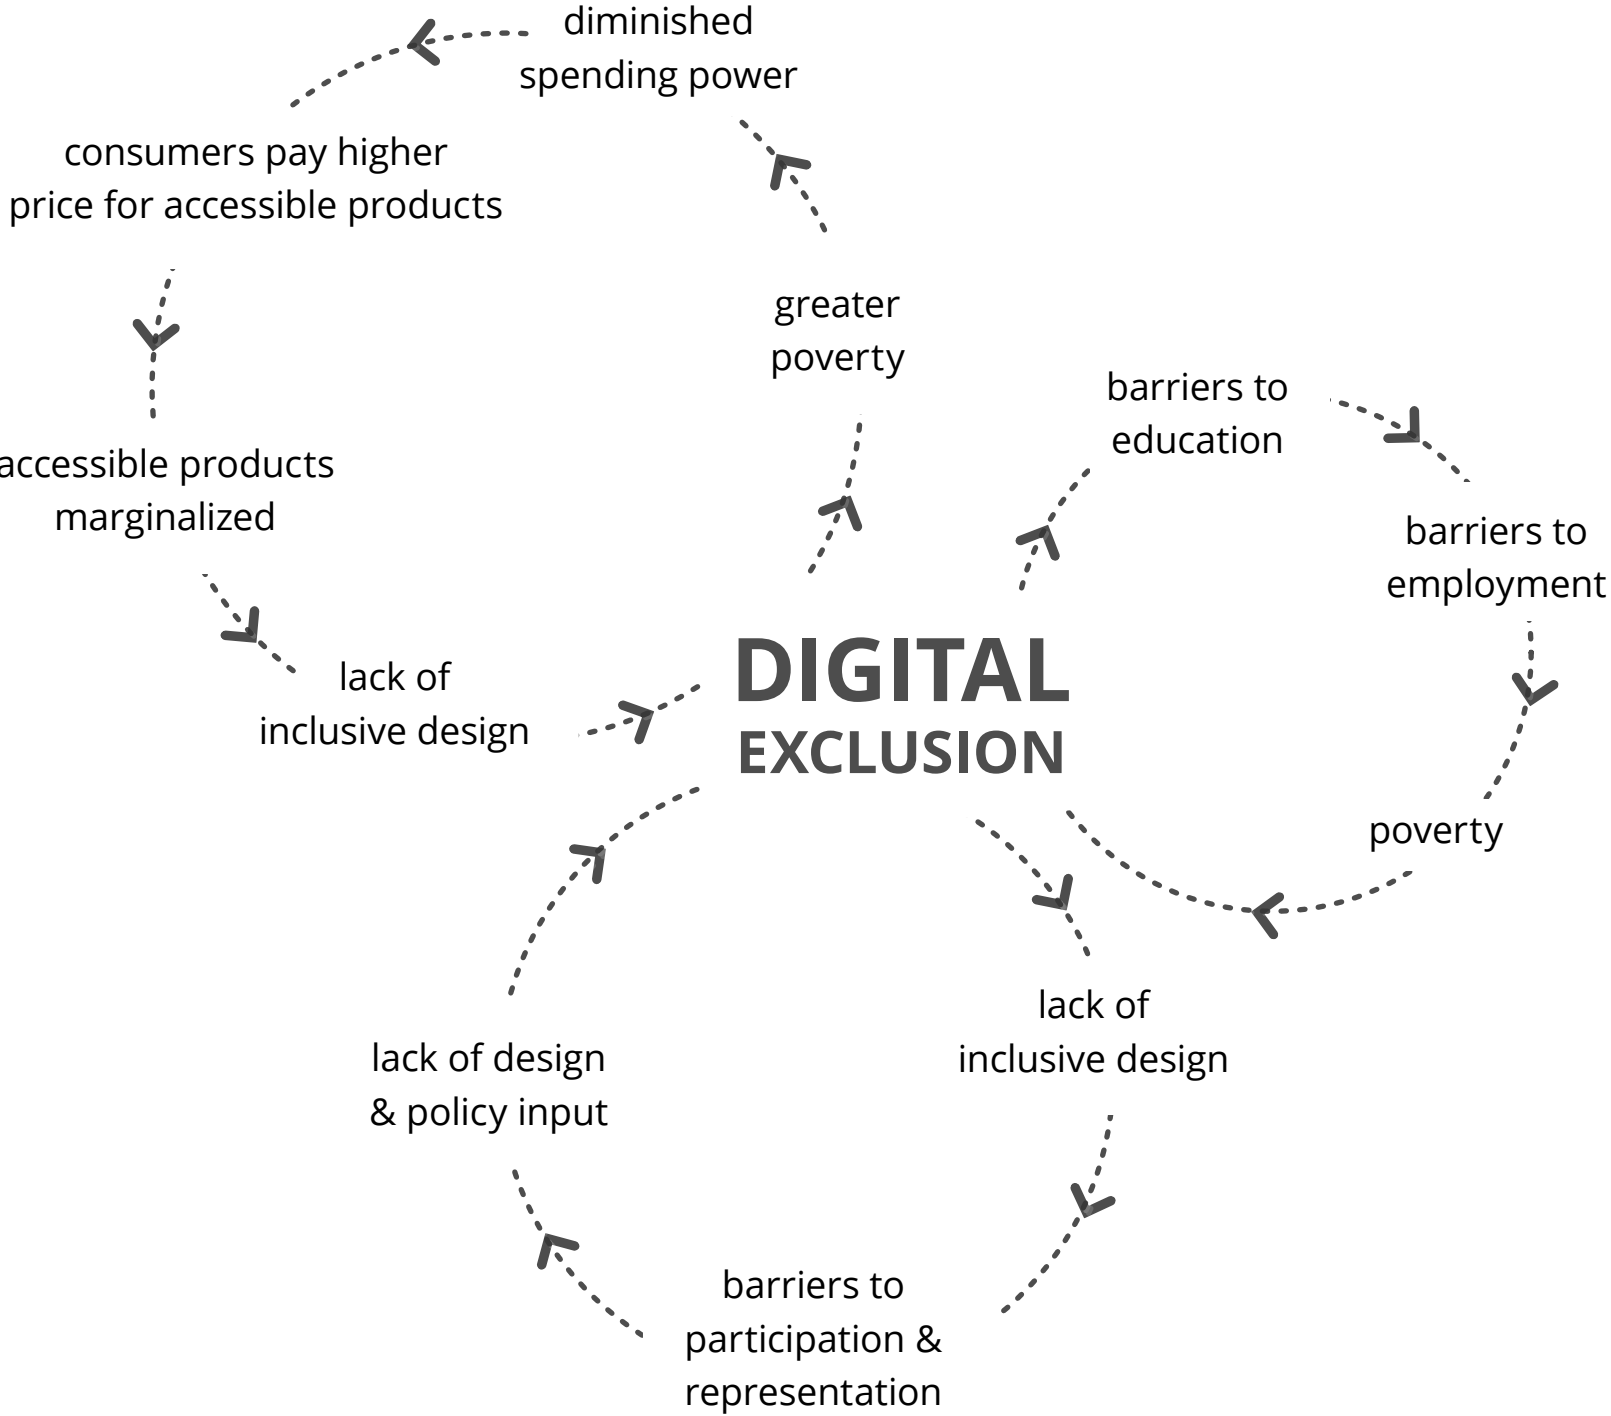 diminished
spending power
consumers pay higher
price for accessible products
accessible products
marginalized
lack of
inclusive design
greater
poverty
barriers to
education
barriers to
employment
poverty
DIGITAL
EXCLUSION
lack of
inclusive design
barriers to
participation &
representation
lack of design
& policy input